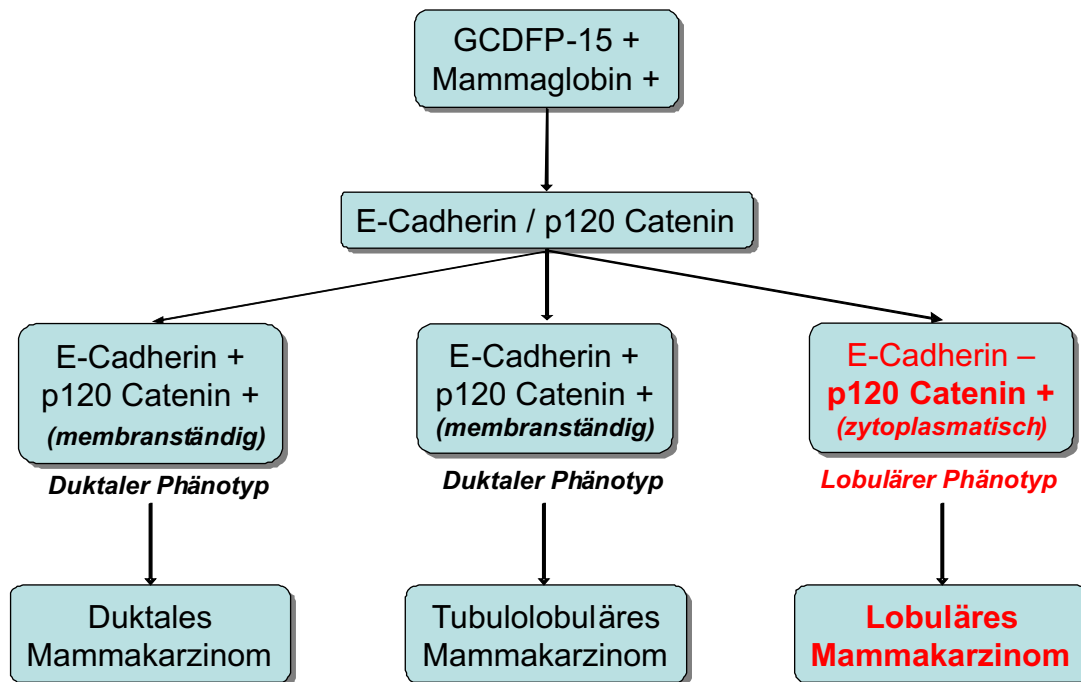 GCDFP-15 +
Mammaglobin +
E-Cadherin / p120 Catenin
E-Cadherin +
p120 Catenin +
(membranständig)
Duktaler Phänotyp
E-Cadherin +
p120 Catenin +
(membranständig)
Duktaler Phänotyp
E-Cadherin –
p120 Catenin +
(zytoplasmatisch)
Lobulärer Phänotyp
Duktales
Mammakarzinom
Tubulolobuläres
Mammakarzinom
Lobuläres
Mammakarzinom